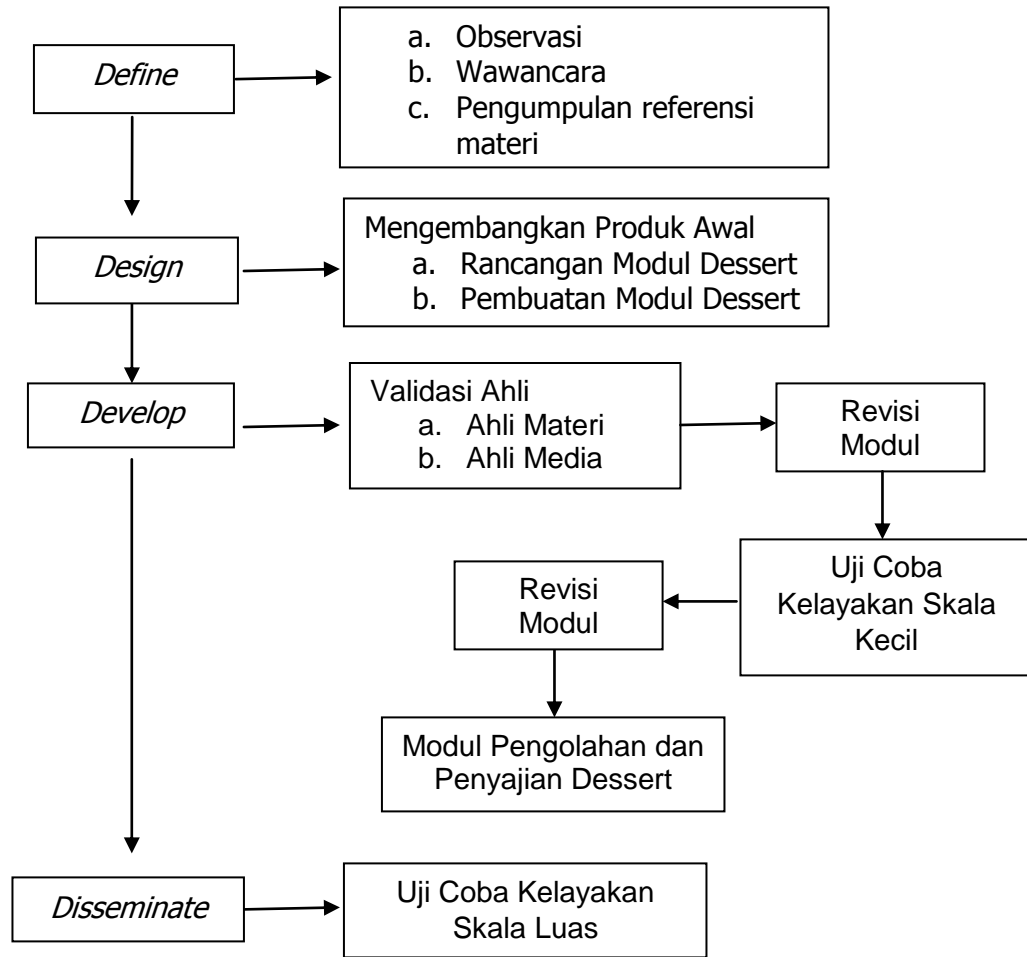 Define
a. Observasi
b. Wawancara
c. Pengumpulan referensi
materi
Design
Mengembangkan Produk Awal
a. Rancangan Modul Dessert
b. Pembuatan Modul Dessert
Develop
Validasi Ahli
a. Ahli Materi
b. Ahli Media
Revisi
Modul
Uji Coba
Kelayakan Skala
Kecil
Revisi
Modul
Modul Pengolahan dan
Penyajian Dessert
Disseminate
Uji Coba Kelayakan
Skala Luas